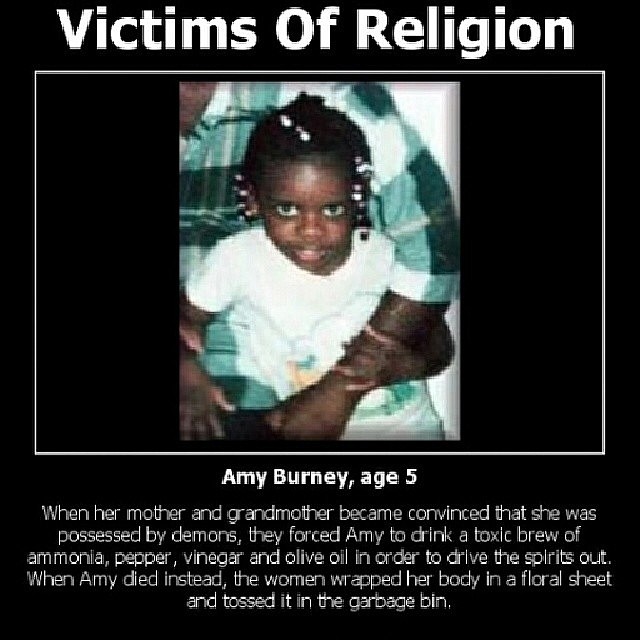 Victims Of Religion
Amy Burney, age 5
When her mother and grandmother became convinced that she was
possessed by demons, they forced Amy to drink a toxic brew of
ammonia, pepper, vinegar and olive oil in order to drive the spirits out.
When Amy died instead, the women wrapped her body in a floral sheet
and tossed it in the garbage bin.